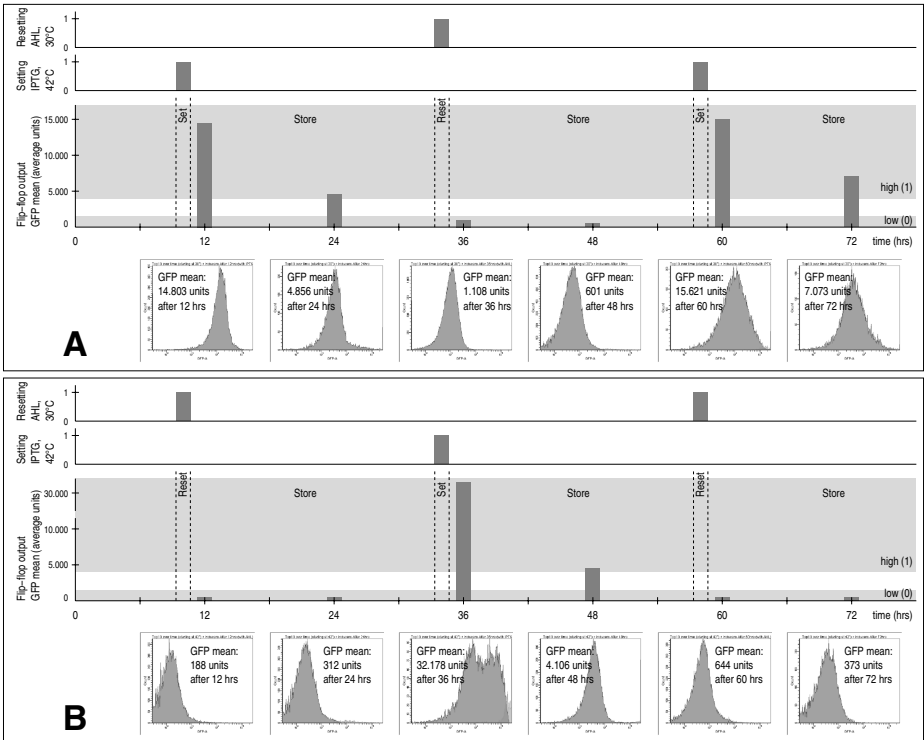 Resetting
AHL,
30°C
1
0
Setting
IPTG,
42°C
1
0
Flip–flop output
GFP mean (average units)
15.000
10.000
5.000
0
Set
Store
Reset
Store
Set
Store
high (1)
low (0)
0
12
24
36
48
60
72
time (hrs)
GFP mean:
14.803 units
after 12 hrs
GFP mean:
4.856 units
after 24 hrs
GFP mean:
1.108 units
after 36 hrs
GFP mean:
601 units
after 48 hrs
GFP mean:
15.621 units
after 60 hrs
GFP mean:
7.073 units
after 72 hrs
A
Resetting
AHL,
30°C
1
0
Setting
IPTG,
42°C
1
0
Flip–flop output
GFP mean (average units)
30.000
10.000
5.000
0
Reset
Store
Set
Store
Reset
Store
high (1)
low (0)
0
12
24
36
48
60
72
time (hrs)
GFP mean:
188 units
after 12 hrs
GFP mean:
312 units
after 24 hrs
GFP mean:
32.178 units
after 36 hrs
GFP mean:
4.106 units
after 48 hrs
GFP mean:
644 units
after 60 hrs
GFP mean:
373 units
after 72 hrs
B